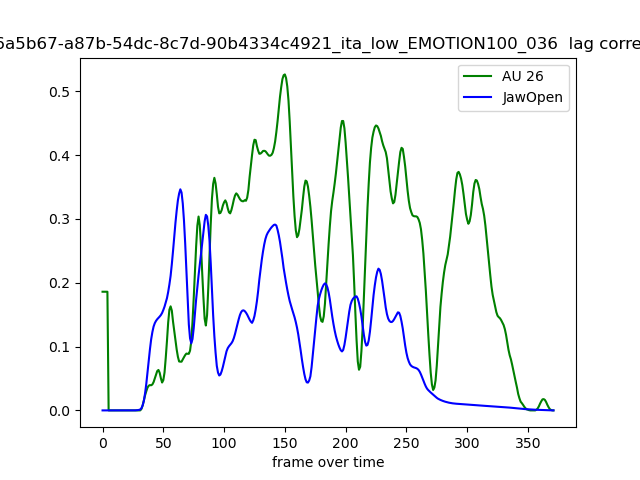 6a5b67-a87b-54dc-8c7d-90b4334c4921_ita_low_EMOTION100_036  lag corre
AU 26
JawOpen
0.5
0.4
0.3
0.2
0.1
0.0
0 50 100 150 200 250 300 350
frame over time